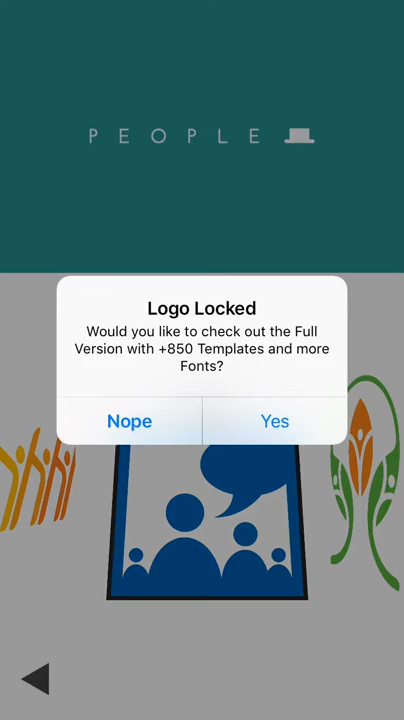 PEOPLE
Logo Locked
Would you like to check out the Full
Version with +850 Templates and more
Fonts?
Nope
Yes